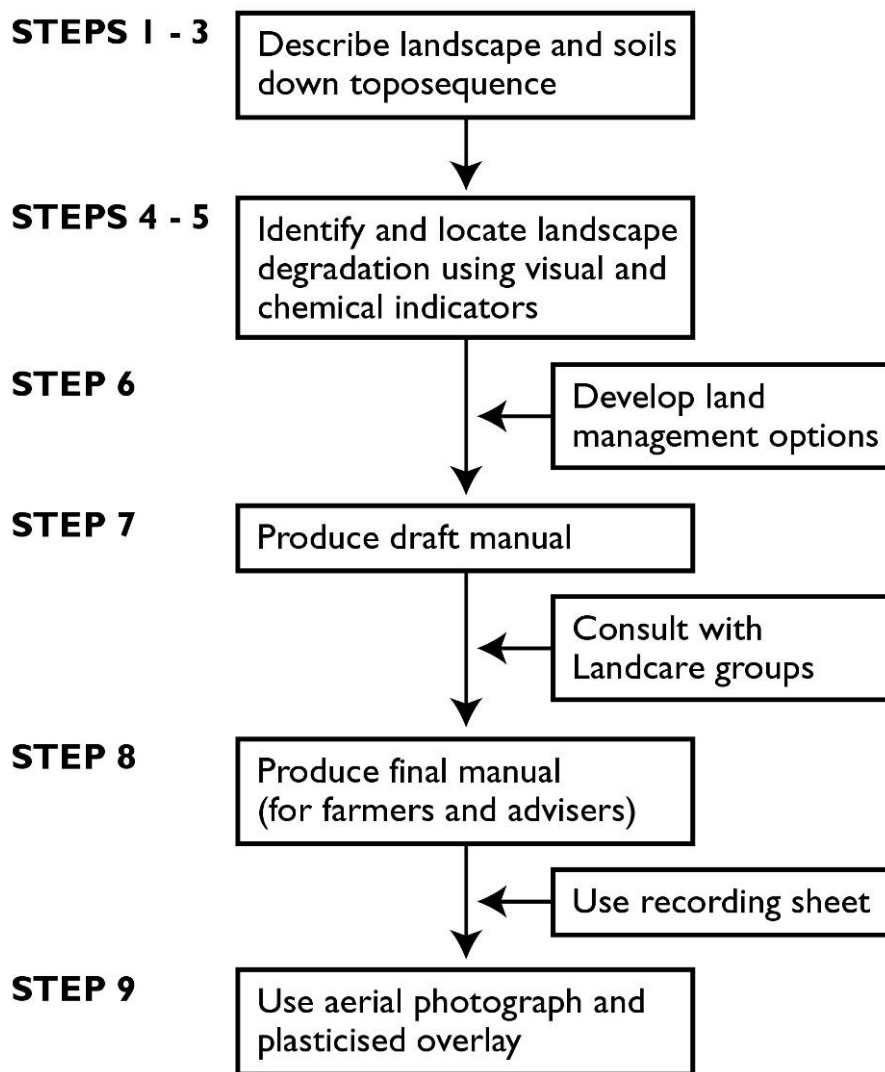 STEPS 1 - 3
Describe landscape and soils
down toposequence
STEPS 4 - 5
Identify and locate landscape
degradation using visual and
chemical indicators
STEP 6
Develop land
management options
STEP 7
Produce draft manual
Consult with
Landcare groups
STEP 8
Produce final manual
(for farmers and advisers)
Use recording sheet
STEP 9
Use aerial photograph and
plasticised overlay